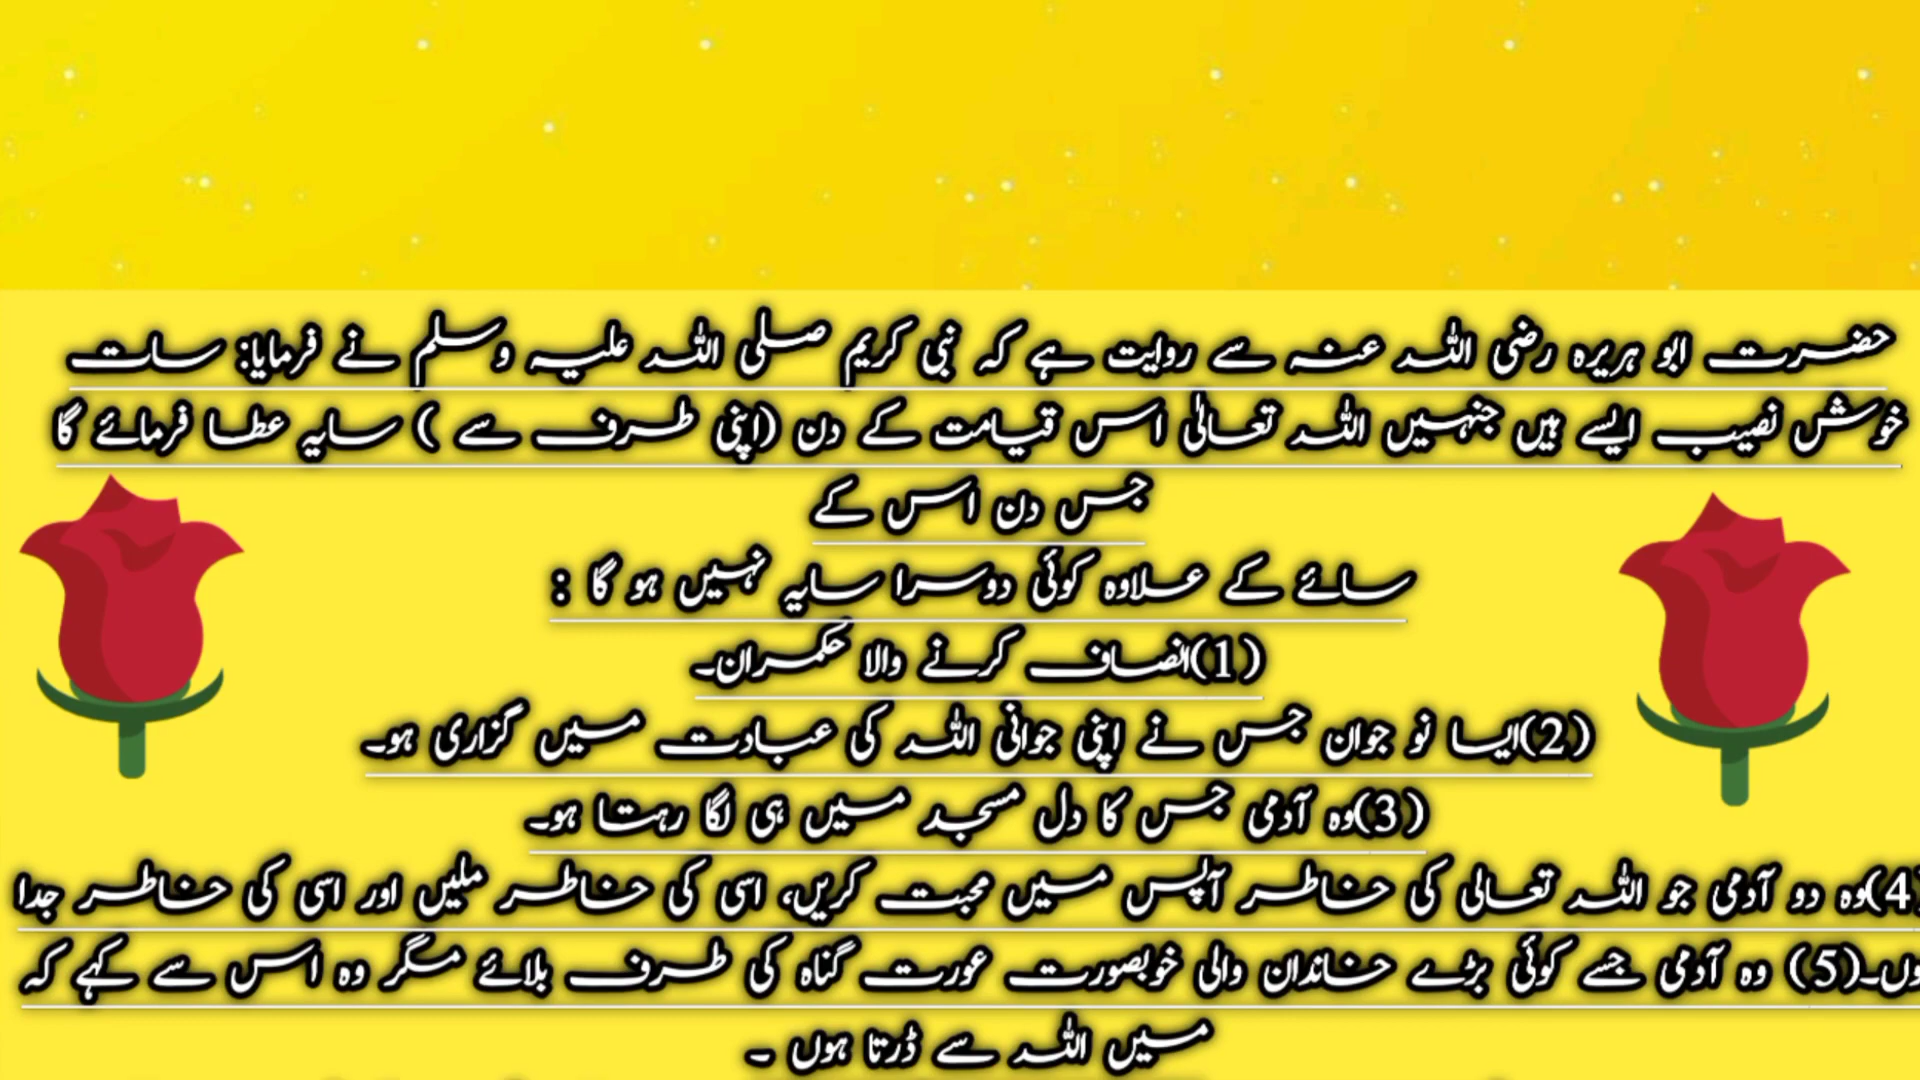 حضرت ابو ہریرہ رضی اللہ عنہ سے روایت ہے کہ نبی کریم صلی اللہ علیہ وسلم نے فرمایا: سات
خوش نصیب ایسے ہیں جنہیں اللہ تعالیٰ اس قیامت کے دن (اپنی طرف سے ) سایہ عطا فرمائے گا
جس دن اس کے
سائے کے علاوہ کوئی دوسرا سایہ نہیں ہو گا :
(1)انصاف کرنے والا حکمران۔
(2)ایسا نو جوان جس نے اپنی جوانی اللہ کی عبادت میں گزاری ہو۔
(3)وہ آدمی جس کا دل مسجد میں ہی لگا رہتا ہو۔
(4)وہ دو آدمی جو اللہ تعالی کی خاطر آپس میں محبت کریں، اسی کی خاطر ملیں اور اسی کی خاطر جدا
وں۔(5) وہ آدمی جسے کوئی بڑے خاندان والی خوبصورت عورت گناہ کی طرف بلائے مگر وہ اس سے کہے کہ
میں اللہ سے ڈرتا ہوں ۔